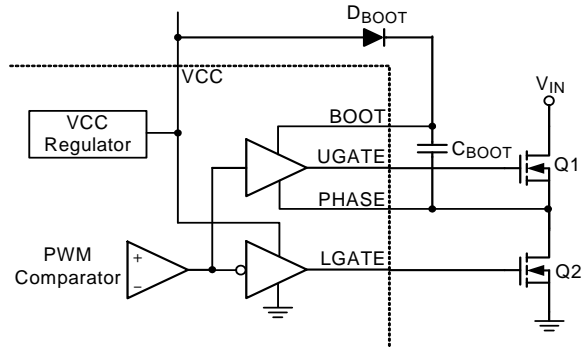 D_BOOT
VCC
V_IN
VCC
Regulator
BOOT
C_BOOT
UGATE
Q1
PHASE
PWM
Comparator
+
−
LGATE
Q2